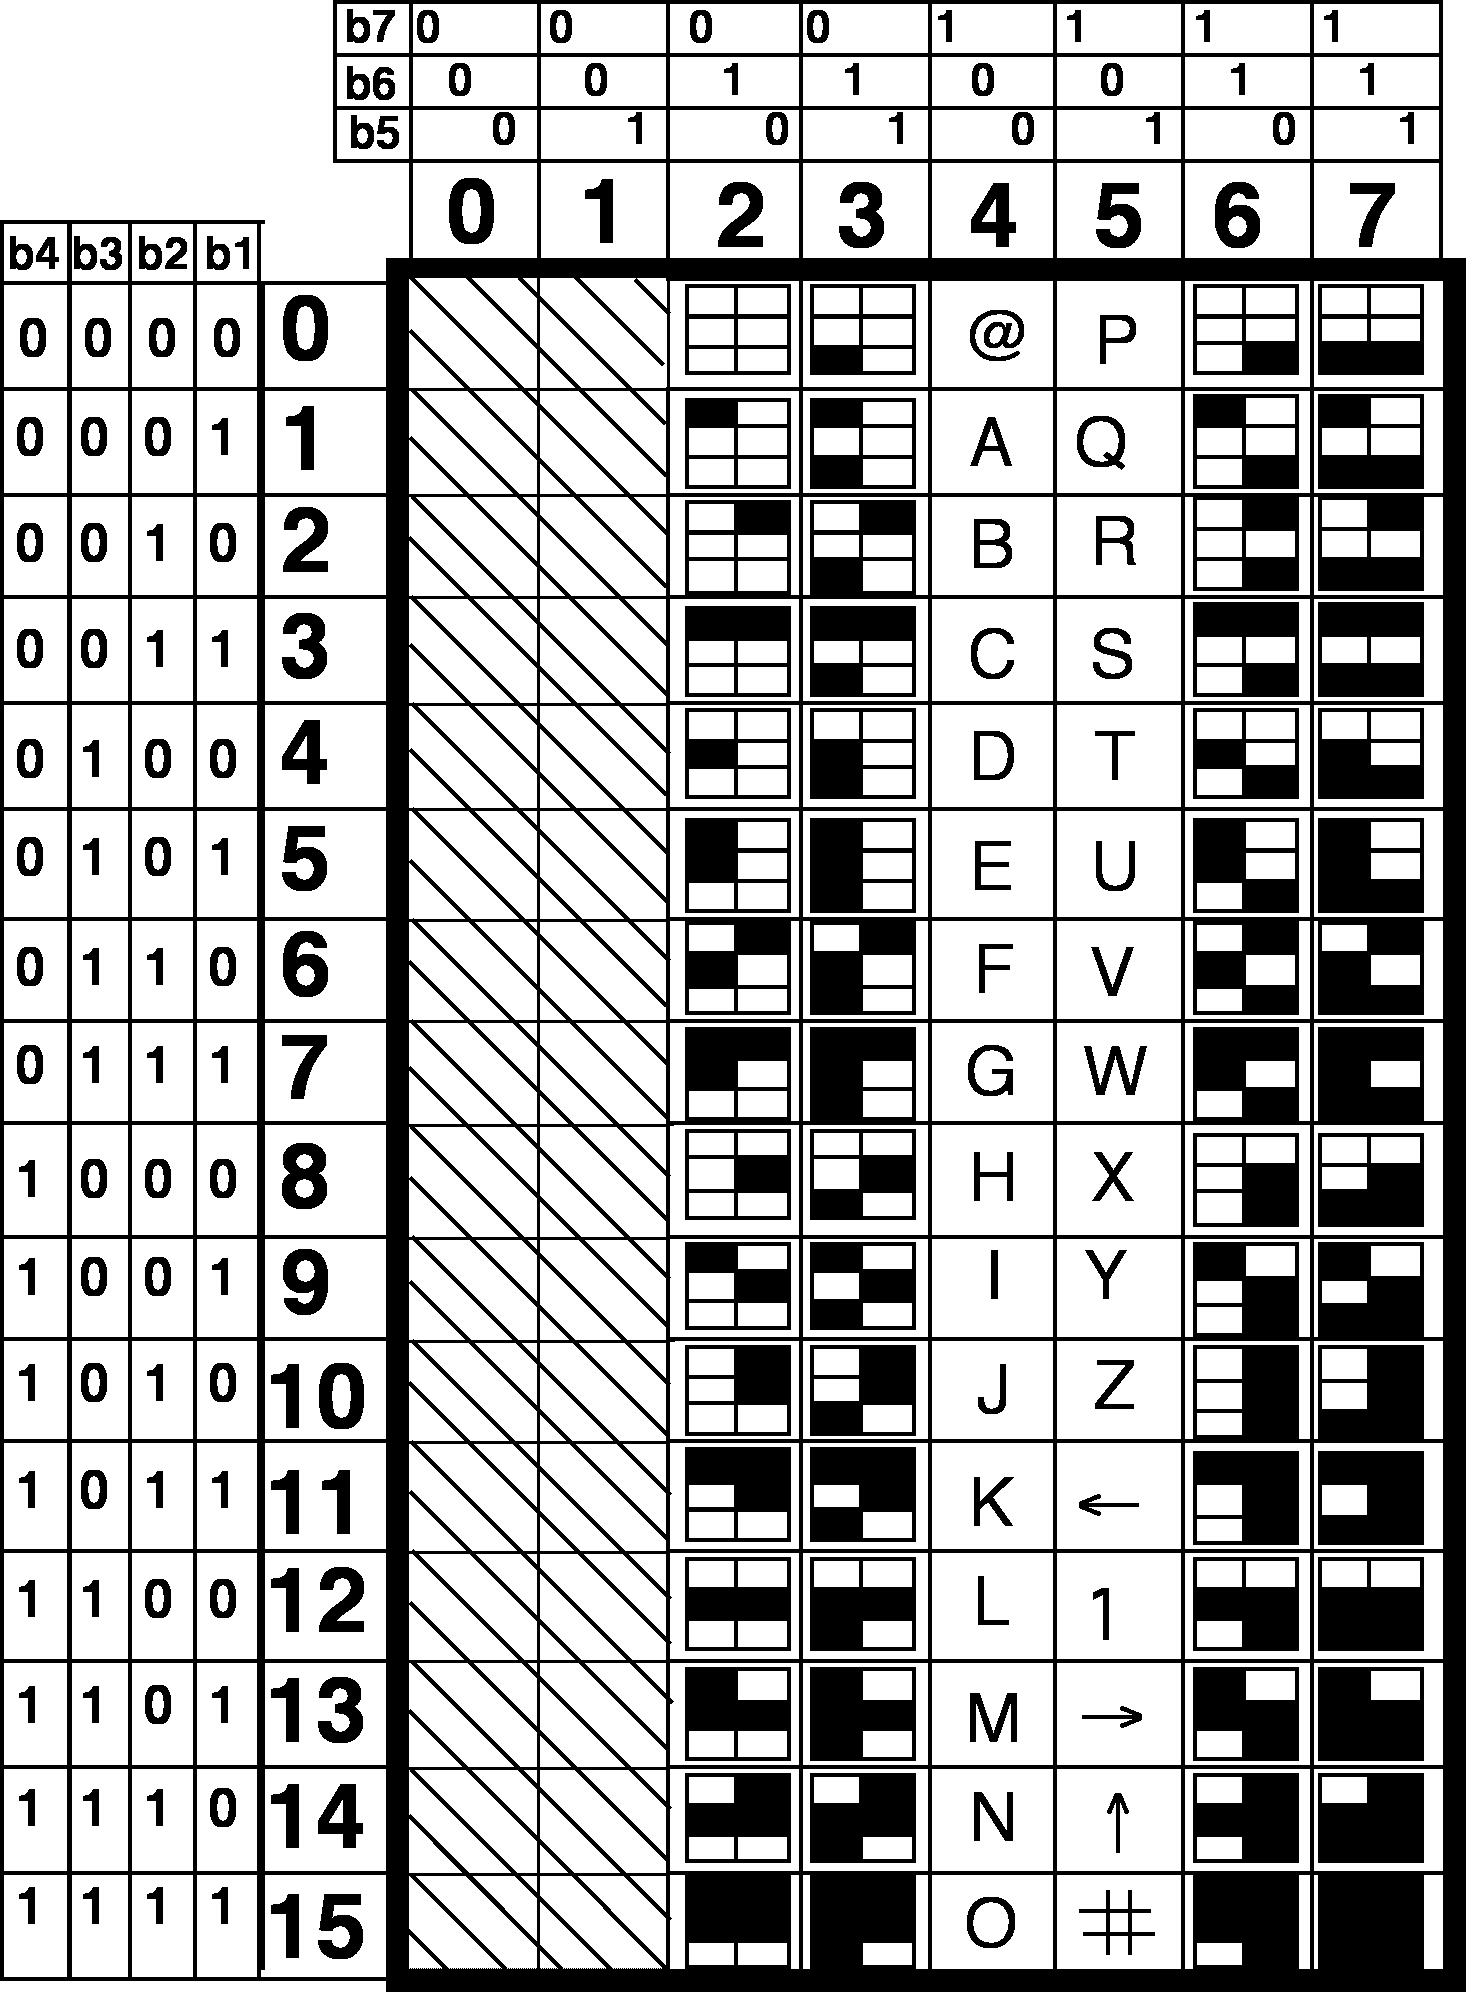 b7 0 0 0 0 1 1 1 1
b6 0 0 1 1 0 0 1 1
b5 0 1 0 1 0 1 0 1
0 1 2 3 4 5 6 7
b4 b3 b2 b1
0 0 0 0 0 @ P
0 0 0 1 1 A Q
0 0 1 0 2 B R
0 0 1 1 3 C S
0 1 0 0 4 D T
0 1 0 1 5 E U
0 1 1 0 6 F V
0 1 1 1 7 G W
1 0 0 0 8 H X
1 0 0 1 9 I Y
1 0 1 0 10 J Z
1 0 1 1 11 K ←
1 1 0 0 12 L 1
1 1 0 1 13 M →
1 1 1 0 14 N ↑
1 1 1 1 15 O #